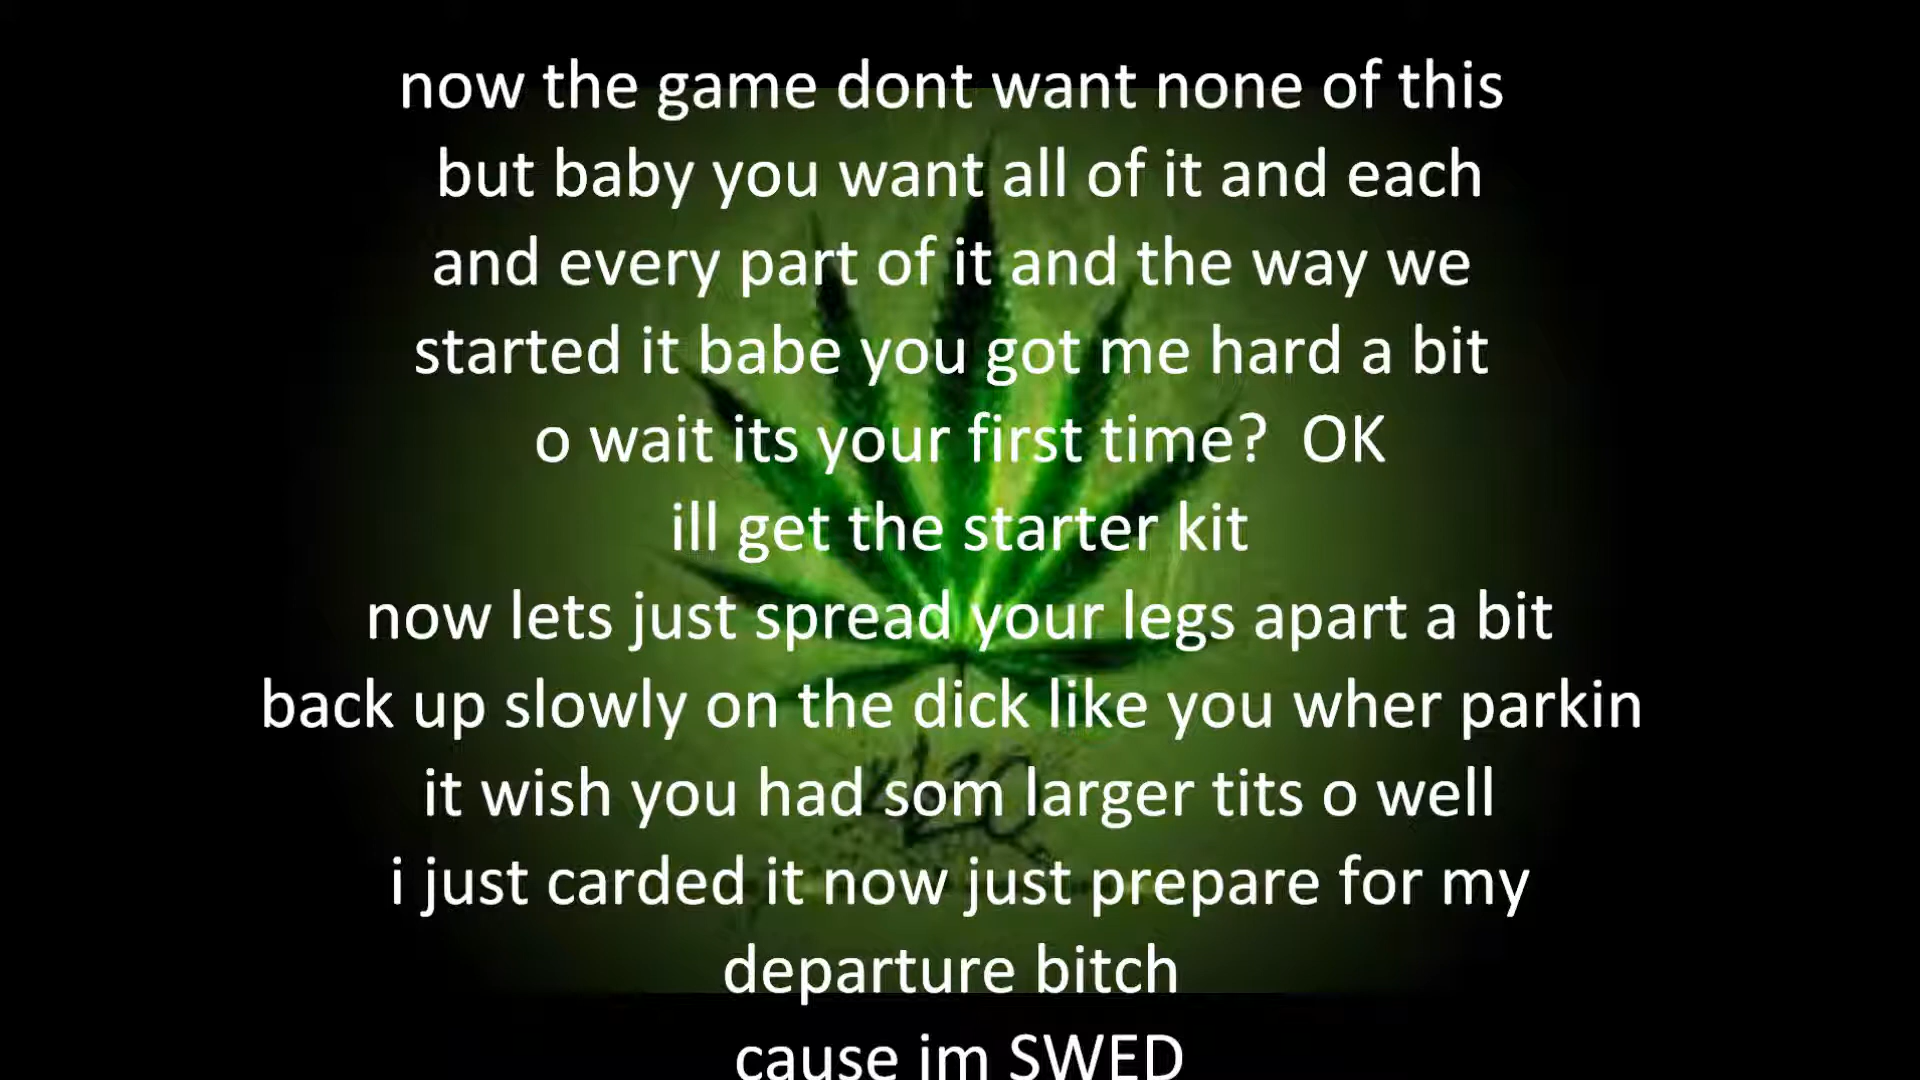 now the game dont want none of this
but baby you want all of it and each
and every part of it and the way we
started it babe you got me hard a bit
o wait its your first time?  OK
ill get the starter kit
now lets just spread your legs apart a bit
back up slowly on the dick like you wher parkin
it wish you had som larger tits o well
i just carded it now just prepare for my
departure bitch
cause im SWED
420